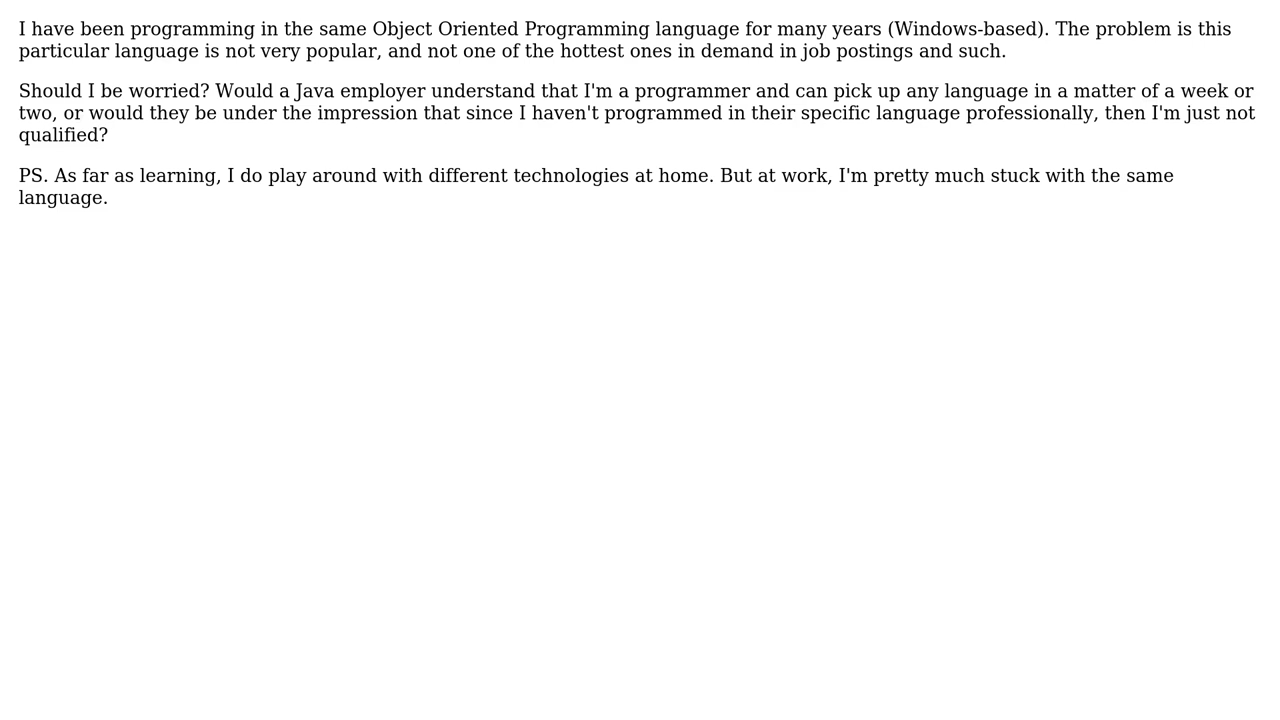 I have been programming in the same Object Oriented Programming language for many years (Windows-based). The problem is this
particular language is not very popular, and not one of the hottest ones in demand in job postings and such.
Should I be worried? Would a Java employer understand that I'm a programmer and can pick up any language in a matter of a week or
two, or would they be under the impression that since I haven't programmed in their specific language professionally, then I'm just not
qualified?
PS. As far as learning, I do play around with different technologies at home. But at work, I'm pretty much stuck with the same
language.